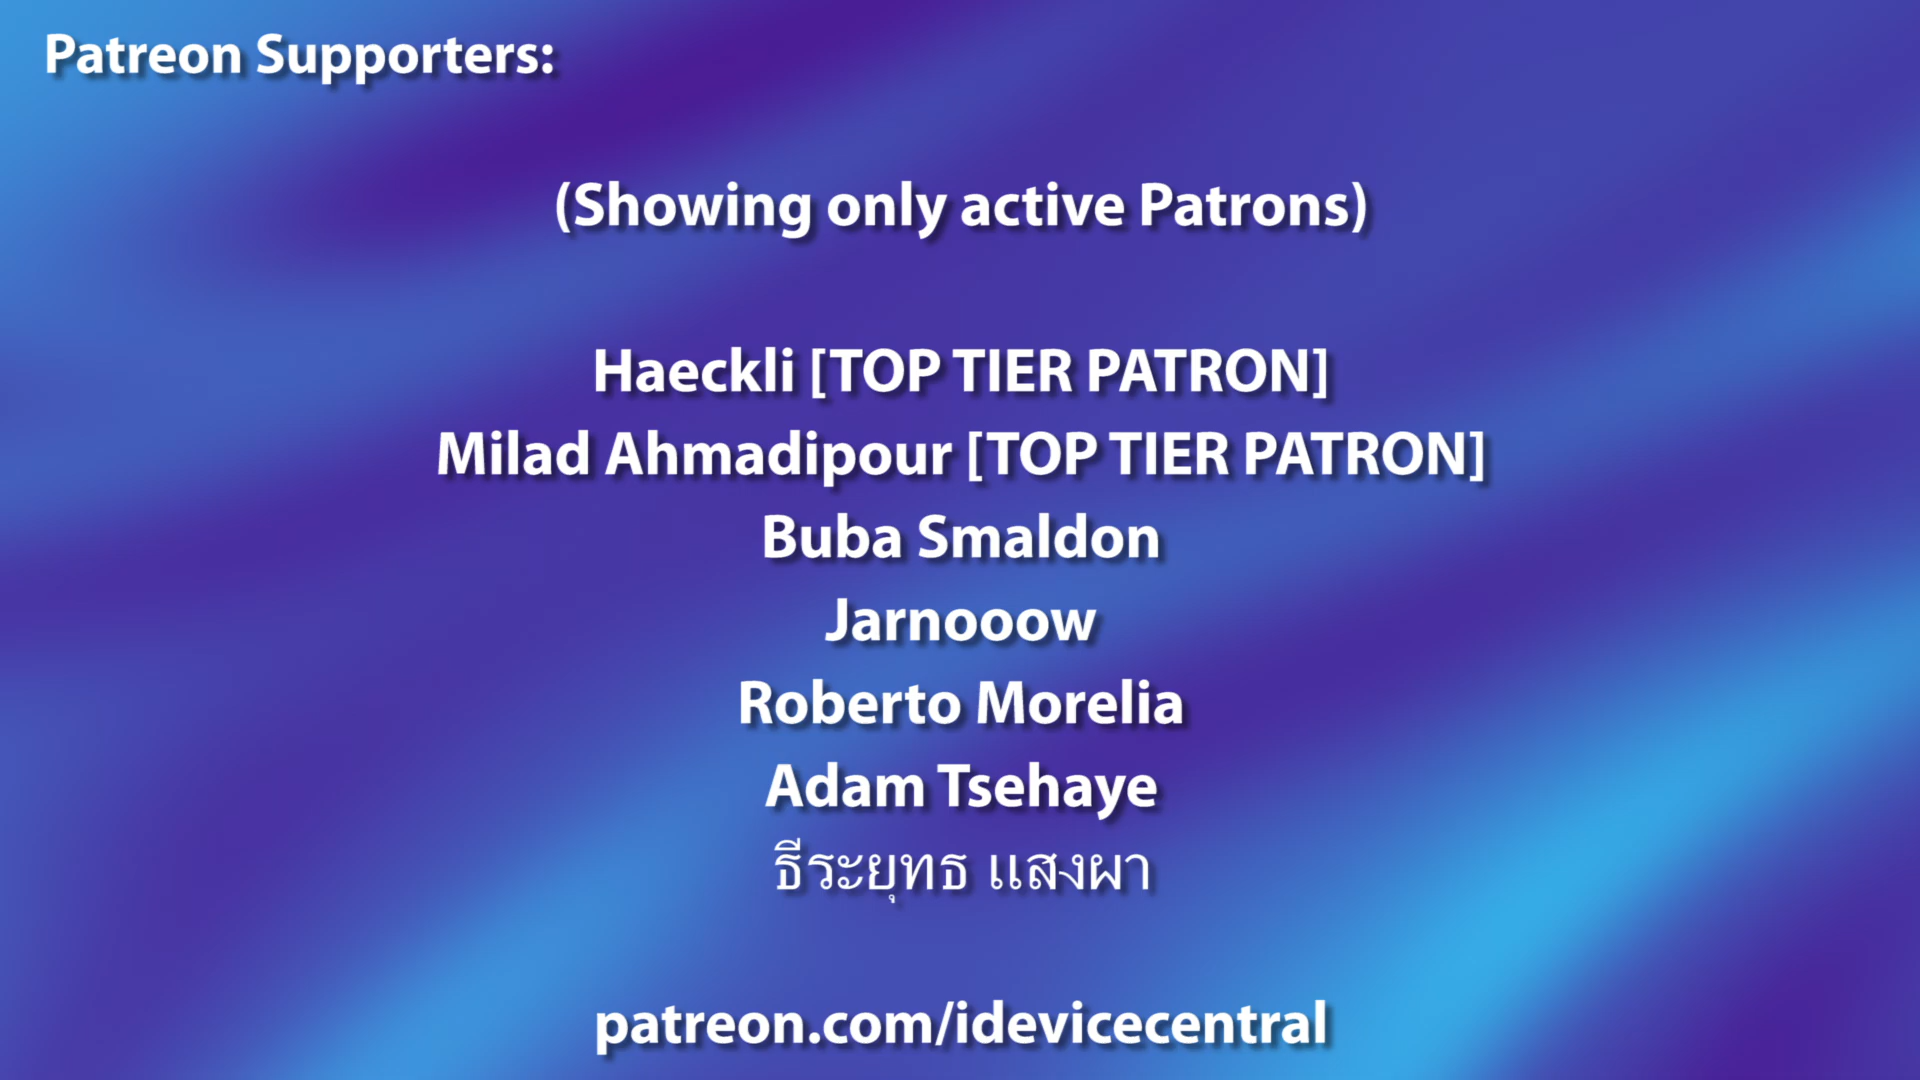 Patreon Supporters:
(Showing only active Patrons)
Haeckli [TOP TIER PATRON]
Milad Ahmadipour [TOP TIER PATRON]
Buba Smaldon
Jarnooow
Roberto Morelia
Adam Tsehaye
ธีระยุทธ แสงผา
patreon.com/idevicecentral